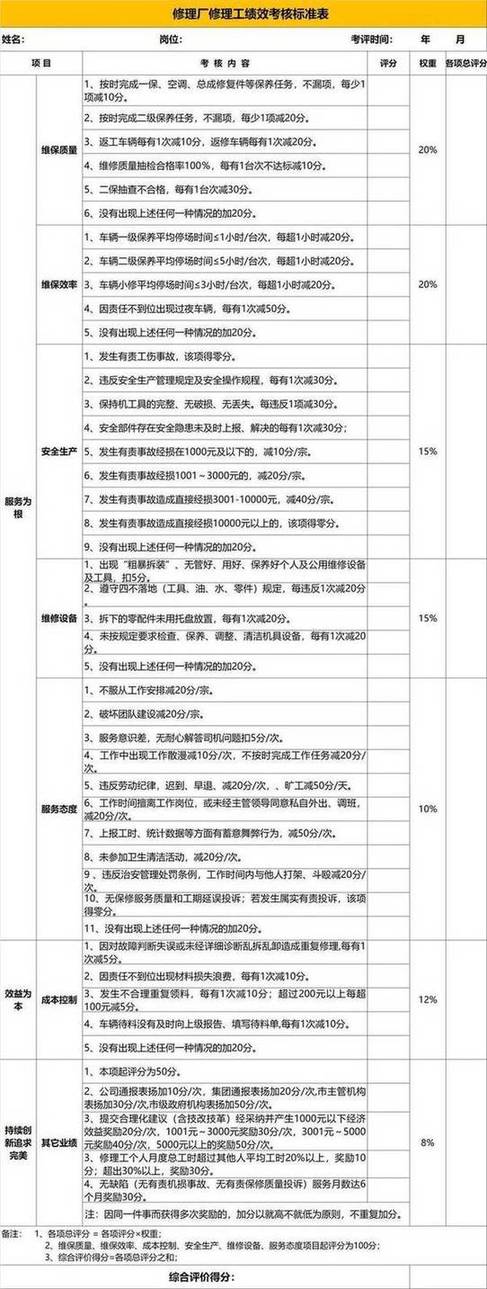 修理厂修理工绩效考核标准表
姓名： 岗位： 考评时间： 年 月
项 目 考 核 内 容 评分 权重 各项总评分
服务为根
维保质量 20%
1、按时完成一保、空调、总成修复件等保养任务，不漏项，每少1
项减10分。
2、按时完成二级保养任务，不漏项，每少1项减20分。
3、返工车辆每有1次减10分，返修车辆每有1次减20分。
4、维修质量抽检合格率100%，每有1台次不达标减10分。
5、二保抽查不合格，每有1台次减30分。
6、没有出现上述任何一种情况的加20分。
维保效率 20%
1、车辆一级保养平均停场时间≤1小时/台次，每超1小时减20分。
2、车辆二级保养平均停场时间≤5小时/台次，每超1小时减20分。
3、车辆小修平均停场时间≤3小时/台次，每超1小时减20分。
4、因责任不到位出现过夜车辆，每有1次减50分。
5、没有出现上述任何一种情况的加20分。
安全生产 15%
1、发生有责工伤事故，该项得零分。
2、违反安全生产管理规定及安全操作规程，每有1次减30分。
3、保持机工具的完整、无破损、无丢失。每违反1项减30分。
4、安全部件存在安全隐患未及时上报、解决的每有1次减30分；
5、发生有责事故经损在1000元及以下的，减10分/宗。
6、发生有责事故经损1001～3000元的，减20分/宗。
7、发生有责事故造成直接经损3001-10000元，减40分/宗。
8、发生有责事故造成直接经损10000元以上的，该项得零分。
9、没有出现上述任何一种情况的加20分。
维修设备 15%
1、出现“粗暴拆装”、无管好、用好、保养好个人及公用维修设备
及工具，扣5分。
2、遵守四不落地（工具、油、水、零件）规定，每违反1次减20分
。
3、拆下的零配件未用托盘放置，每有1次减20分。
4、未按规定要求检查、保养、调整、清洁机具设备，每有1次减20
分。
5、没有出现上述任何一种情况的加20分。
服务态度 10%
1、不服从工作安排减20分/宗。
2、破坏团队建设减20分/宗。
3、服务意识差，无耐心解答司机问题扣5分/次。
4、工作中出现工作散漫减10分/次，不按时完成工作任务减20分/
次。
5、违反劳动纪律，迟到、早退、减20分/次，、旷工减50分/天。
6、工作时间擅离工作岗位，或未经主管领导同意私自外出、调班，
减20分/次。
7、上报工时、统计数据等方面有蓄意舞弊行为，减50分/次。
8、未参加卫生清洁活动，减20分/次。
9 、违反治安管理处罚条例，工作时间内与他人打架、斗殴减20分/
次。
10、无保修服务质量和工期延误投诉；若发生属实有责投诉，该项
得零分。
11、没有出现上述任何一种情况的加20分。
效益为本
成本控制 12%
1、因对故障判断失误或未经详细诊断乱拆乱卸造成重复修理,每有1
次减5分。
2、因责任不到位出现材料损失浪费，每有1次减10分。
3、发生不合理重复领料，每有1次减10分；超过200元以上每超
100元减5分。
4、车辆待料没有及时向上级报告、填写待料单,每有1次减10分。
5、没有出现上述任何一种情况的加20分。
持续创新追求完美
其它业绩 8%
1、本项起评分为50分。
2、公司通报表扬加10分/次，集团通报表扬加20分/次,市主管机构
表扬加30分/次,市级政府机构表扬加50分/次。
3、提交合理化建议（含技改技革）经采纳并产生1000元以下经济
效益奖励20分/次，1001元～3000元奖励30分/次，3001元～5000
元奖励40分/次，5000元以上的奖励50分/次。
3、修理工个人月度总工时超过其他人平均工时20%以上，奖励10
分；超出30%以上，奖励30分。
4、无缺陷（无有责机损事故、无有责保修质量投诉）服务月数达6
个月奖励30分。
注：因同一件事而获得多次奖励的，加分以就高不就低为原则，不重复加分。
备注： 1、各项总评分 = 各项评分×权重；
2、维保质量、维保效率、成本控制、安全生产、维修设备、服务态度项目起评分为100分；
3、综合评价得分=各项总评分之和；
综合评价得分：